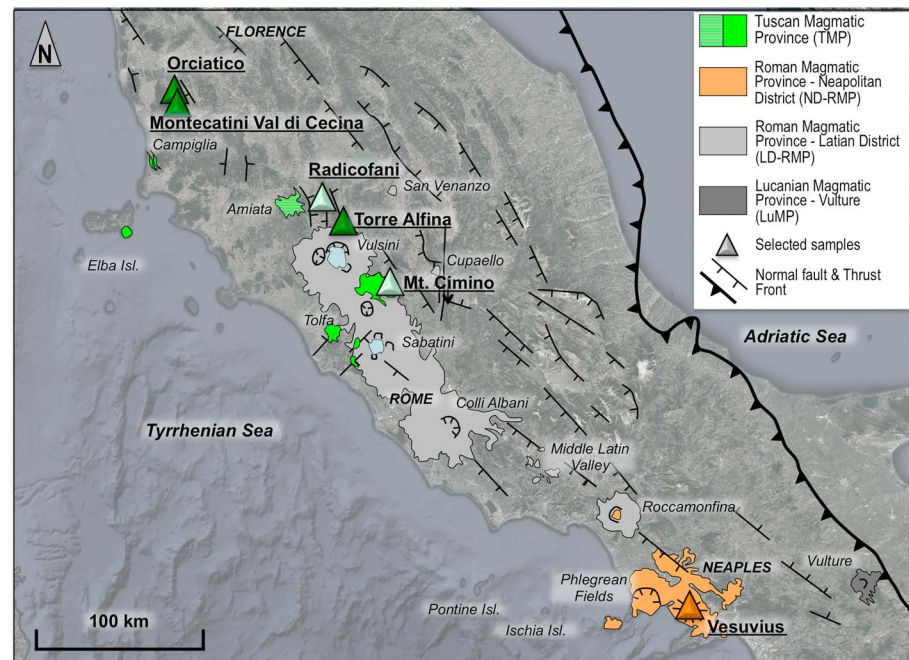 N
FLORENCE
Orciatico
Montecatini Val di Cecina
Campiglia
Radicofani
San Venanzo
Amiata
Torre Alfina
Vulsini
Elba Isl.
Cupaello
Mt. Cimino
Tolfa
Sabatini
ROME
Colli Albani
Tyrrhenian Sea
Adriatic Sea
Middle Latin
Valley
Roccamonfina
NEAPLES
Vulture
Phlegrean
Fields
Pontine Isl.
Ischia Isl.
Vesuvius
100 km
Tuscan Magmatic
Province (TMP)
Roman Magmatic
Province - Neapolitan
District (ND-RMP)
Roman Magmatic
Province - Latian District
(LD-RMP)
Lucanian Magmatic
Province - Vulture
(LuMP)
Selected samples
Normal fault & Thrust
Front